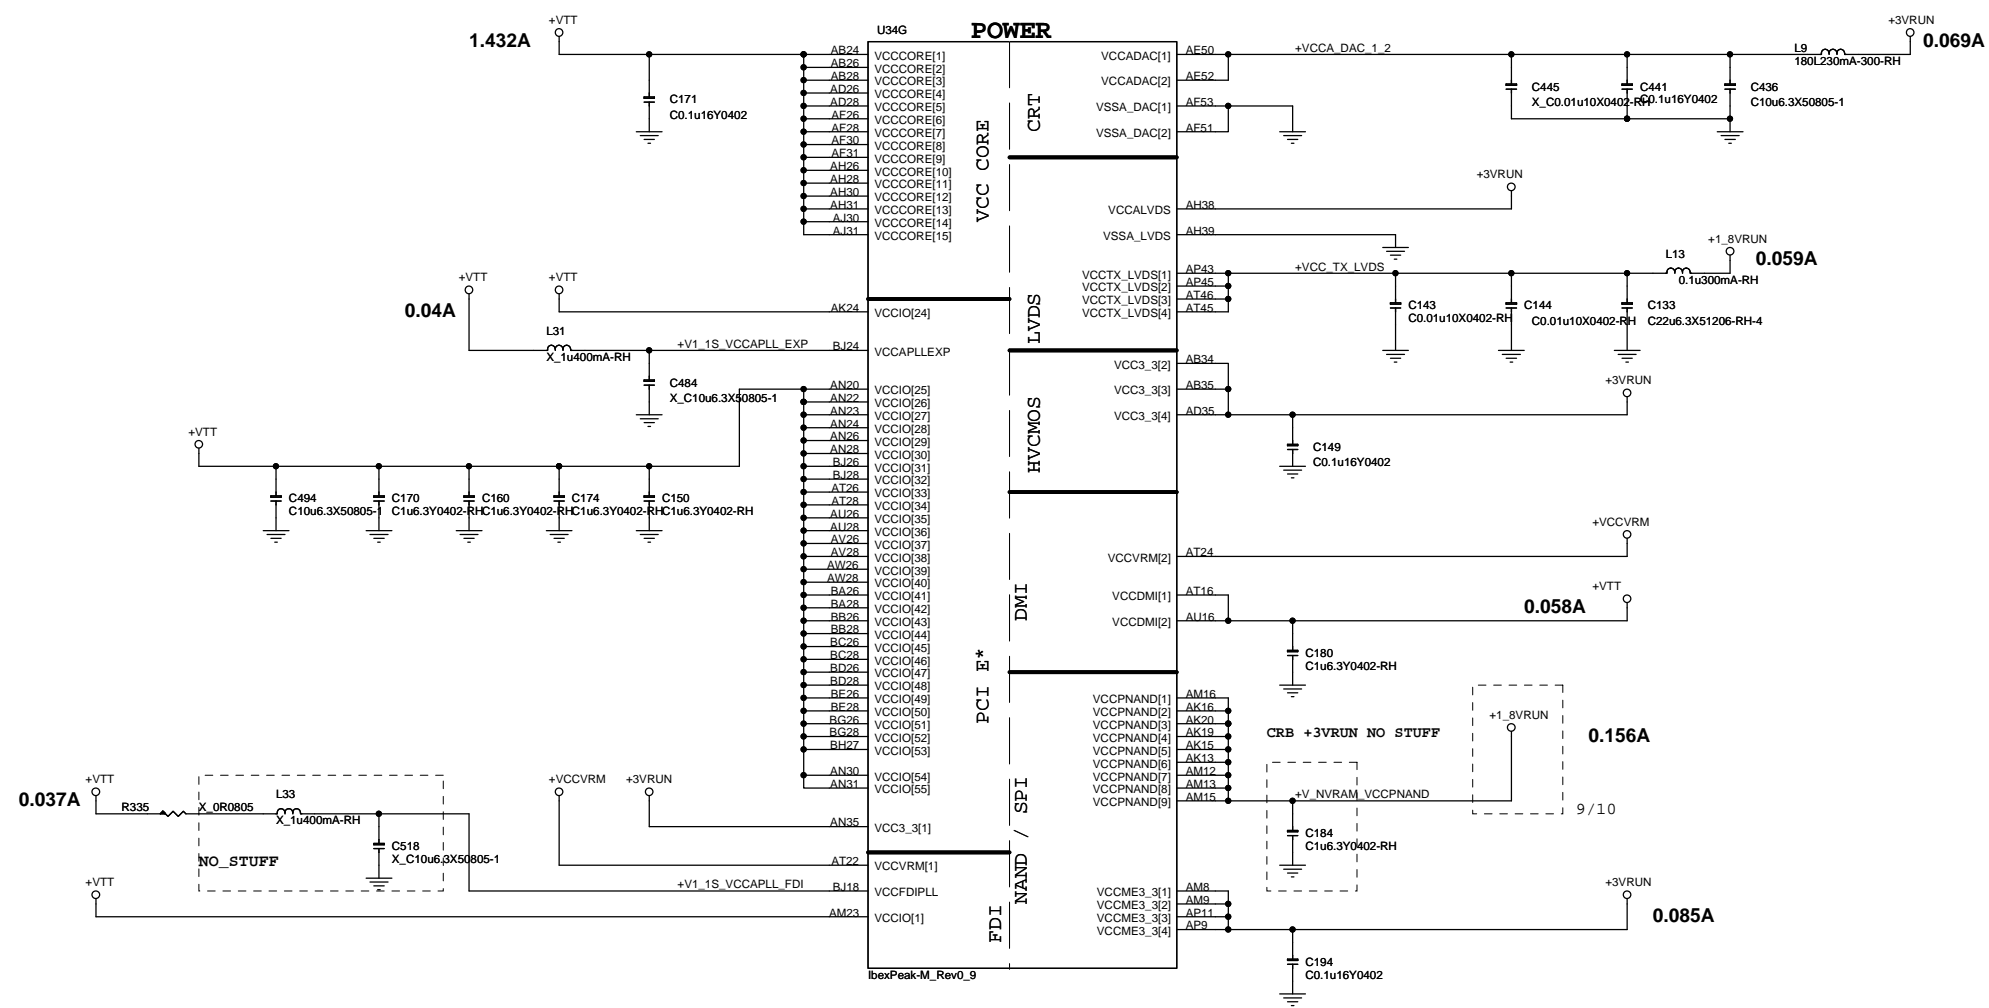 U34G
POWER
+VTT
1.432A
C171
C0.1u16Y0402
AB24 VCCCORE[1]
AB26 VCCCORE[2]
AB28 VCCCORE[3]
AD26 VCCCORE[4]
AD28 VCCCORE[5]
AF26 VCCCORE[6]
AF28 VCCCORE[7]
AF30 VCCCORE[8]
AF31 VCCCORE[9]
AH26 VCCCORE[10]
AH28 VCCCORE[11]
AH30 VCCCORE[12]
AH31 VCCCORE[13]
AJ30 VCCCORE[14]
AJ31 VCCCORE[15]
VCC CORE
+VTT
+VTT
0.04A
AK24 VCCIO[24]
L31
X_1u400mA-RH
+V1_1S_VCCAPLL_EXP
BJ24 VCCAPLLEXP
C484
X_C10u6.3X50805-1
+VTT
C494
C10u6.3X50805-1
C170
C1u6.3Y0402-RH
C160
C1u6.3Y0402-RH
C174
C1u6.3Y0402-RH
C150
C1u6.3Y0402-RH
AN20 VCCIO[25]
AN22 VCCIO[26]
AN23 VCCIO[27]
AN24 VCCIO[28]
AN26 VCCIO[29]
AN28 VCCIO[30]
BJ26 VCCIO[31]
BJ28 VCCIO[32]
AT26 VCCIO[33]
AT28 VCCIO[34]
AU26 VCCIO[35]
AU28 VCCIO[36]
AV26 VCCIO[37]
AV28 VCCIO[38]
AW26 VCCIO[39]
AW28 VCCIO[40]
BA26 VCCIO[41]
BA28 VCCIO[42]
BB26 VCCIO[43]
BB28 VCCIO[44]
BC26 VCCIO[45]
BC28 VCCIO[46]
BD26 VCCIO[47]
BD28 VCCIO[48]
BE26 VCCIO[49]
BE28 VCCIO[50]
BG26 VCCIO[51]
BG28 VCCIO[52]
BH27 VCCIO[53]
AN30 VCCIO[54]
AN31 VCCIO[55]
PCI E*
+VTT
0.037A
R335
X_0R0805
L33
X_1u400mA-RH
C518
X_C10u6.3X50805-1
NO_STUFF
+VCCVRM
+3VRUN
AN35 VCC3_3[1]
AT22 VCCVRM[1]
+V1_1S_VCCAPLL_FDI
BJ18 VCCFDIPLL
+VTT
AM23 VCCIO[1]
FDI
IbexPeak-M_Rev0_9
CRT
VCCADAC[1] AE50
VCCADAC[2] AE52
VSSA_DAC[1] AF53
VSSA_DAC[2] AF51
+VCCA_DAC_1_2
C445
X_C0.01u10X0402-RH
C441
C0.1u16Y0402
C436
C10u6.3X50805-1
L9
180L230mA-300-RH
+3VRUN
0.069A
LVDS
VCCALVDS AH38
+3VRUN
VSSA_LVDS AH39
VCCTX_LVDS[1] AP43
VCCTX_LVDS[2] AP45
VCCTX_LVDS[3] AT46
VCCTX_LVDS[4] AT45
+VCC_TX_LVDS
C143
C0.01u10X0402-RH
C144
C0.01u10X0402-RH
C133
C22u6.3X51206-RH-4
L13
0.1u300mA-RH
+1_8VRUN
0.059A
HVCMOS
VCC3_3[2] AB34
VCC3_3[3] AB35
VCC3_3[4] AD35
+3VRUN
C149
C0.1u16Y0402
DMI
VCCVRM[2] AT24
+VCCVRM
VCCDMI[1] AT16
VCCDMI[2] AU16
0.058A
+VTT
C180
C1u6.3Y0402-RH
NAND / SPI
VCCPNAND[1] AM16
VCCPNAND[2] AK16
VCCPNAND[3] AK20
VCCPNAND[4] AK19
VCCPNAND[5] AK15
VCCPNAND[6] AK13
VCCPNAND[7] AM12
VCCPNAND[8] AM13
VCCPNAND[9] AM15
CRB +3VRUN NO STUFF
+1_8VRUN
0.156A
+V_NVRAM_VCCPNAND
9/10
C184
C1u6.3Y0402-RH
VCCME3_3[1] AM8
VCCME3_3[2] AM9
VCCME3_3[3] AP11
VCCME3_3[4] AP9
+3VRUN
0.085A
C194
C0.1u16Y0402